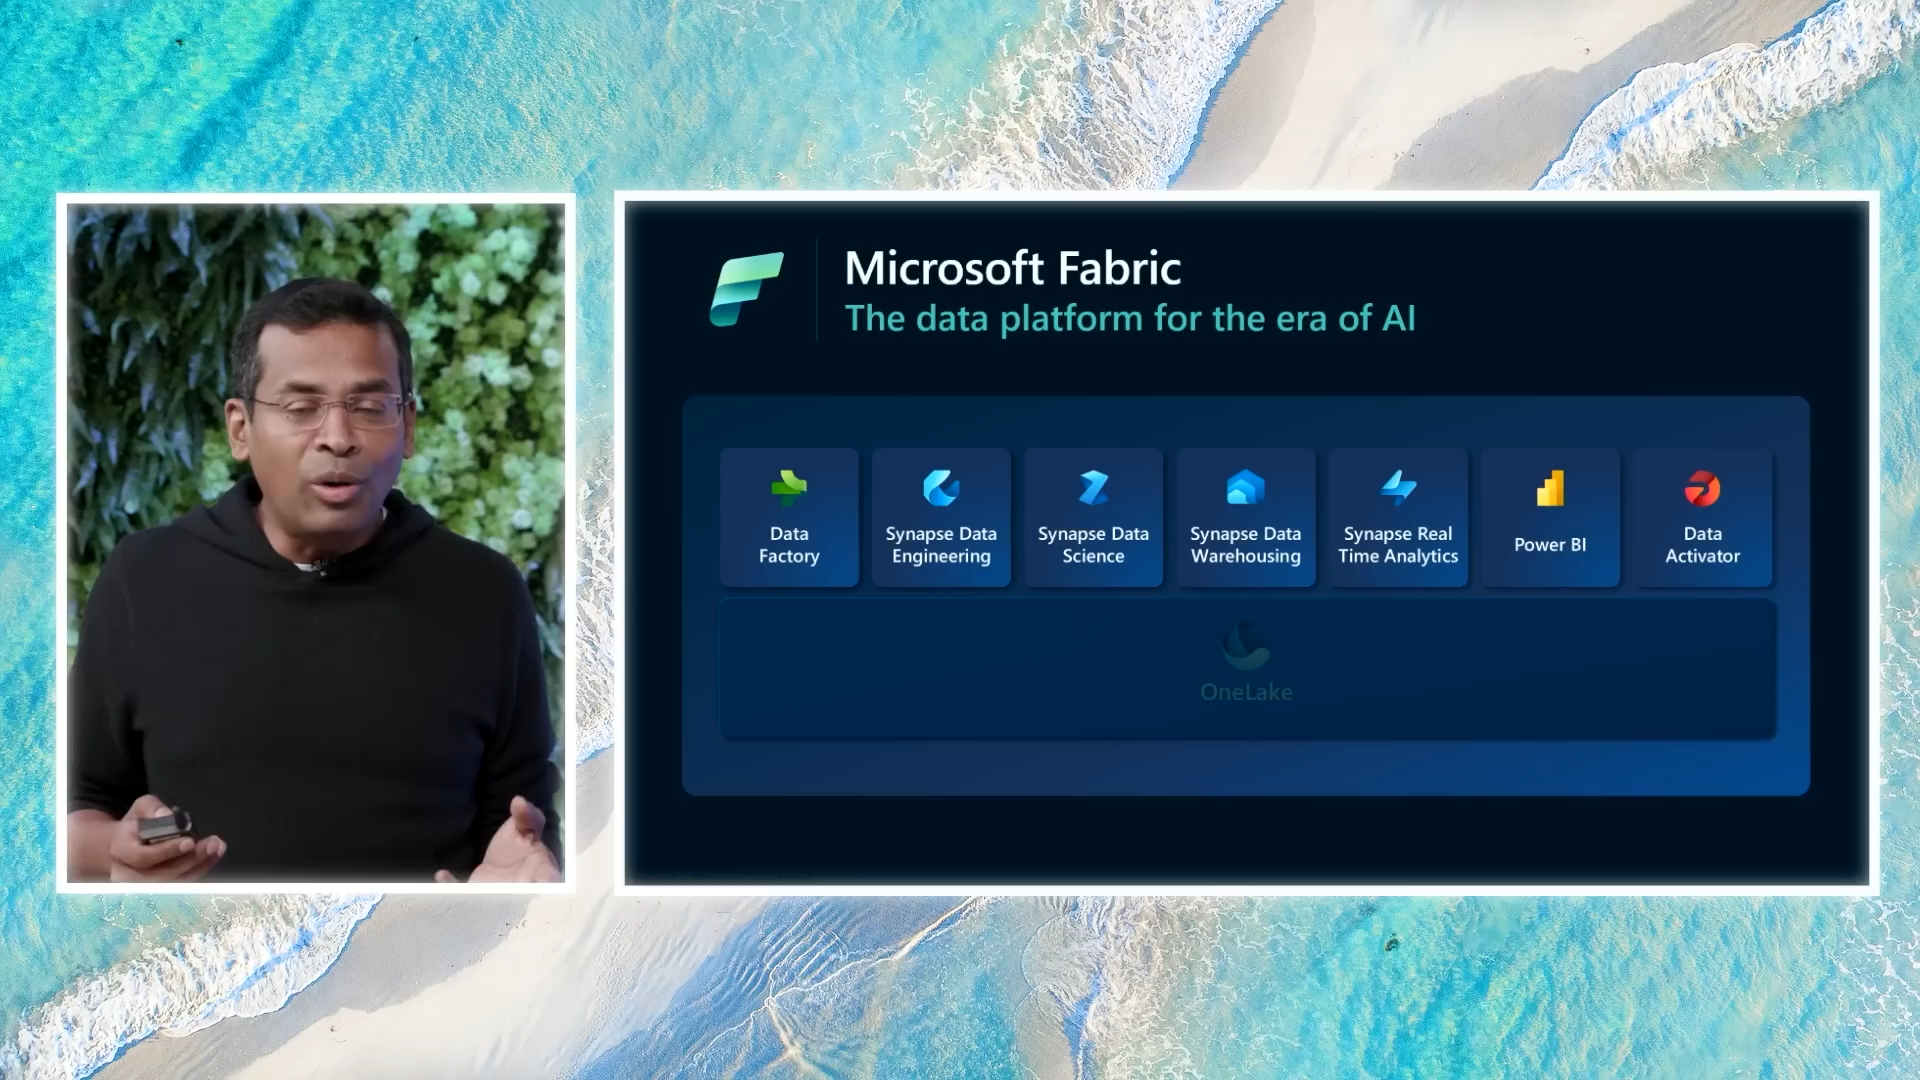 Microsoft Fabric
The data platform for the era of AI
Data
Factory
Synapse Data
Engineering
Synapse Data
Science
Synapse Data
Warehousing
Synapse Real
Time Analytics
Power BI
Data
Activator
OneLake